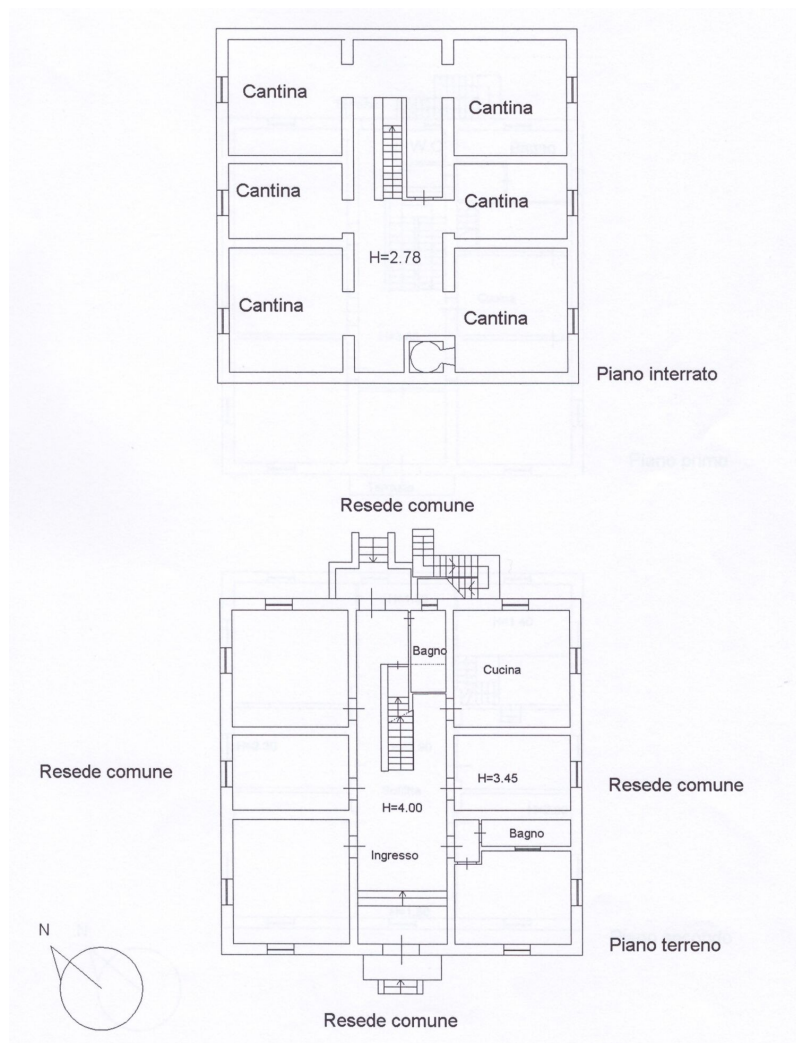 Cantina
Cantina
Cantina
Cantina
H=2.78
Cantina
Cantina
Piano interrato
Resede comune
Bagno
Cucina
Resede comune
H=3.45
Resede comune
H=4.00
Bagno
Ingresso
N
Piano terreno
Resede comune